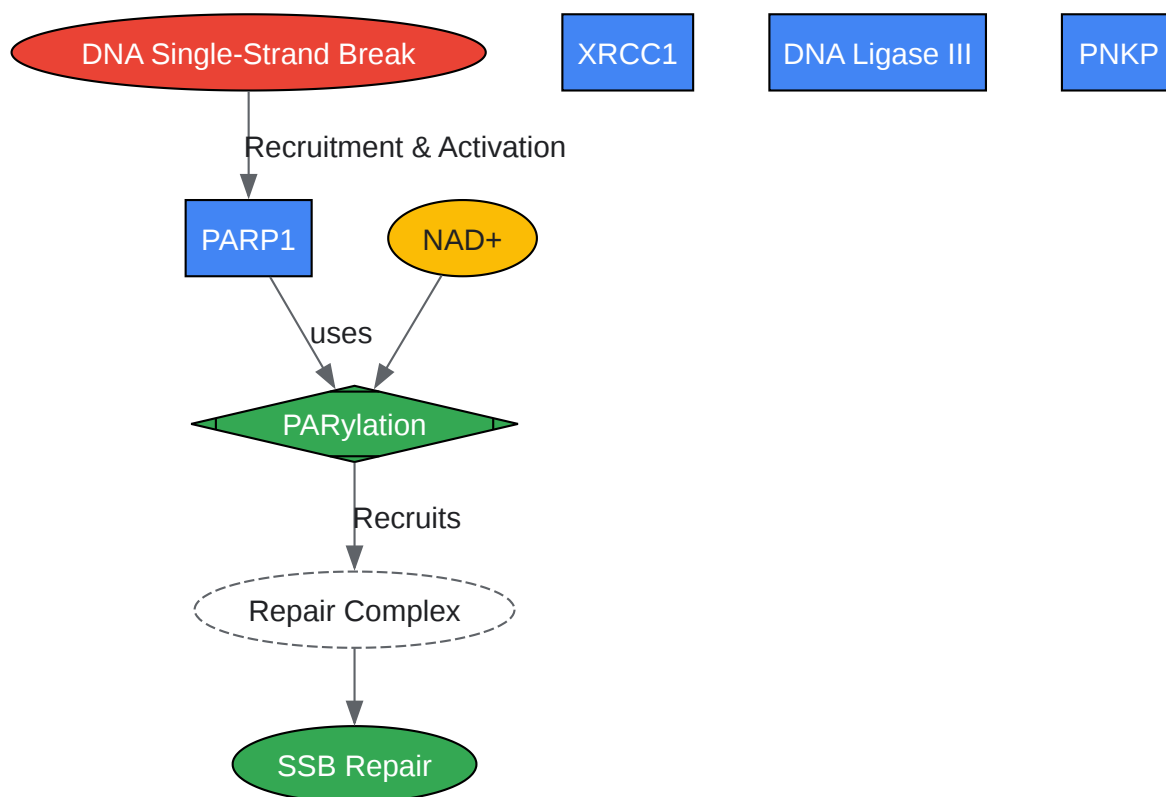 DNA Single-Strand Break
XRCC1
DNA Ligase III
PNKP
Recruitment & Activation
PARP1
NAD+
uses
PARylation
Recruits
Repair Complex
SSB Repair